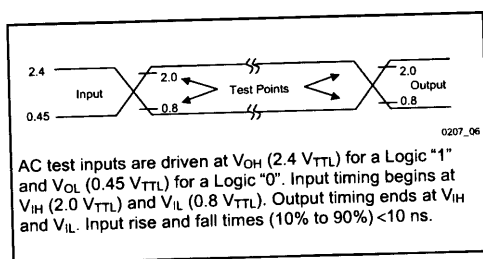 2.4
2.0
2.0
Input
Test Points
Output
0.8
0.8
0.45
0207_06
AC test inputs are driven at VOH (2.4 VTTL) for a Logic "1"
and VOL (0.45 VTTL) for a Logic "0". Input timing begins at
VIH (2.0 VTTL) and VIL (0.8 VTTL). Output timing ends at VIH
and VIL. Input rise and fall times (10% to 90%) <10 ns.